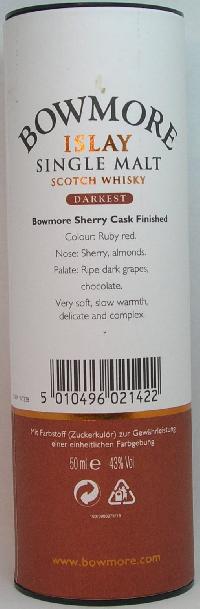 BOWMORE
ISLAY
SINGLE MALT
SCOTCH WHISKY
DARKEST
Bowmore Sherry Cask Finished
Colour: Ruby red.
Nose: Sherry, almonds.
Palate: Ripe dark grapes,
chocolate.
Very soft, slow warmth,
delicate and complex.
5 010496 021422
Mit Farbstoff (Zuckerkulör) zur Gewährleistung
einer einheitlichen Farbgebung
50 ml e 43% Vol
www.bowmore.com